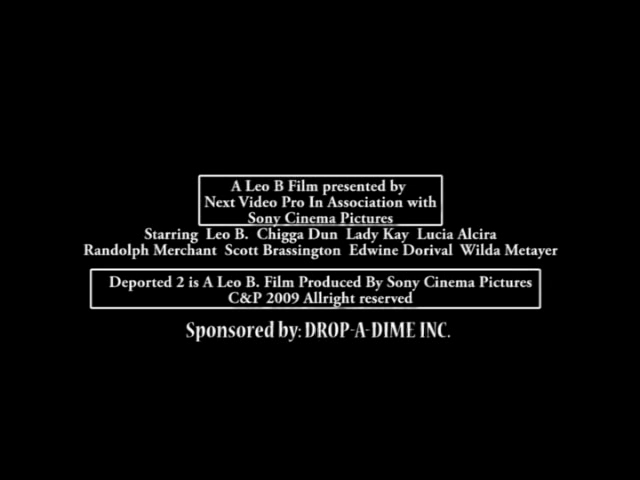 A Leo B Film presented by
Next Video Pro In Association with
Sony Cinema Pictures
Starring Leo B. Chigga Dun Lady Kay Lucia Alcira
Randolph Merchant Scott Brassington Edwine Dorival Wilda Metayer
Deported 2 is A Leo B. Film Produced By Sony Cinema Pictures
C&P 2009 Allright reserved
Sponsored by: DROP-A-DIME INC.